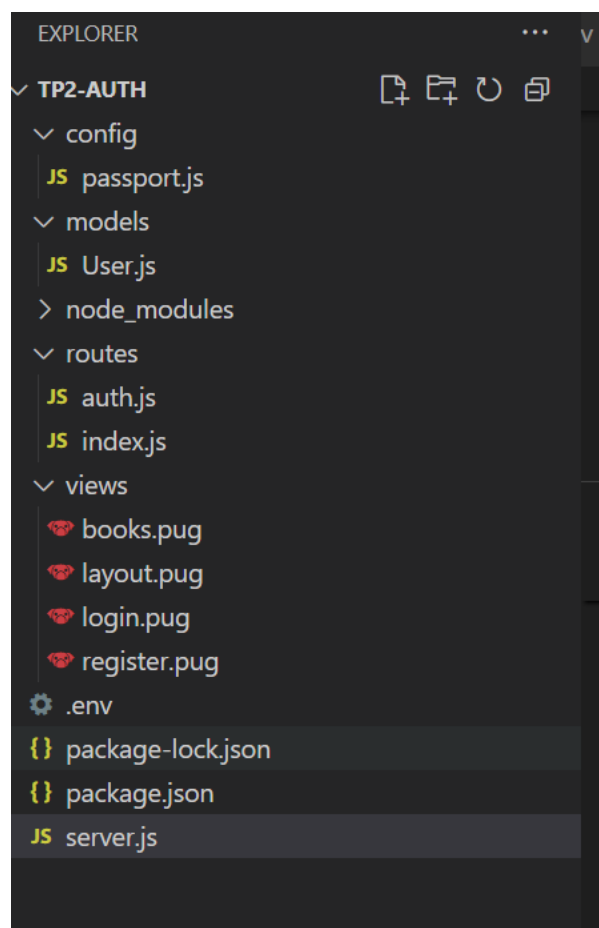 EXPLORER
TP2-AUTH
config
JS passport.js
models
JS User.js
node_modules
routes
JS auth.js
JS index.js
views
books.pug
layout.pug
login.pug
register.pug
.env
{} package-lock.json
{} package.json
JS server.js